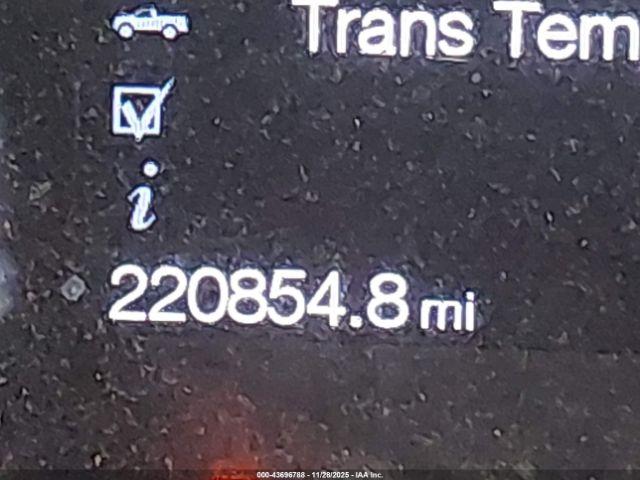 Trans Tem
220854.8 mi
000-43696788 - 11/28/2025 - IAA Inc.